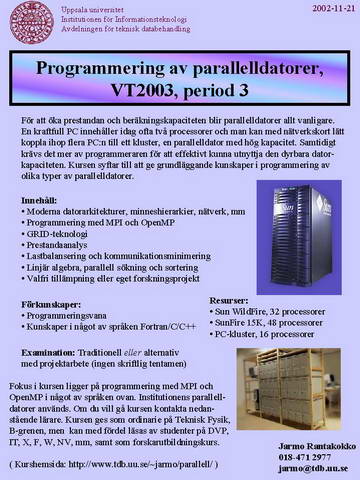 Uppsala universitet
Institutionen för Informationsteknologi
Avdelningen för teknisk databehandling
2002-11-21
Programmering av parallelldatorer,
VT2003, period 3
För att öka prestandan och beräkningskapaciteten blir parallelldatorer allt vanligare.
En kraftfull PC innehåller idag ofta två processorer och man kan med nätverkskort lätt
koppla ihop flera PC:n till ett kluster, en parallelldator med hög kapacitet. Samtidigt
krävs det mer av programmeraren för att effektivt kunna utnyttja den dyrbara dator-
kapaciteten. Kursen syftar till att ge grundläggande kunskaper i programmering av
olika typer av parallelldatorer.
Innehåll:
• Moderna datorarkitekturer, minneshierarkier, nätverk, mm
• Programmering med MPI och OpenMP
• GRID-teknologi
• Prestandaanalys
• Lastbalansering och kommunikationsminimering
• Linjär algebra, parallell sökning och sortering
• Valfri tillämpning eller eget forskningsprojekt
Förkunskaper:
• Programmeringsvana
• Kunskaper i något av språken Fortran/C/C++
Resurser:
• Sun WildFire, 32 processorer
• SunFire 15K, 48 processorer
• PC-kluster, 16 processorer
Examination: Traditionell eller alternativ
med projektarbete (ingen skriftlig tentamen)
Fokus i kursen ligger på programmering med MPI och
OpenMP i något av språken ovan. Institutionens parallell-
datorer används. Om du vill gå kursen kontakta nedan-
stående lärare. Kursen ges som ordinarie på Teknisk Fysik,
B-grenen, men kan med fördel läsas av studenter på DVP,
IT, X, F, W, NV, mm, samt som forskarutbildningskurs.
( Kurshemsida: http://www.tdb.uu.se/~jarmo/parallell/ )
Jarmo Rantakokko
018-471 2977
jarmo@tdb.uu.se
Sun